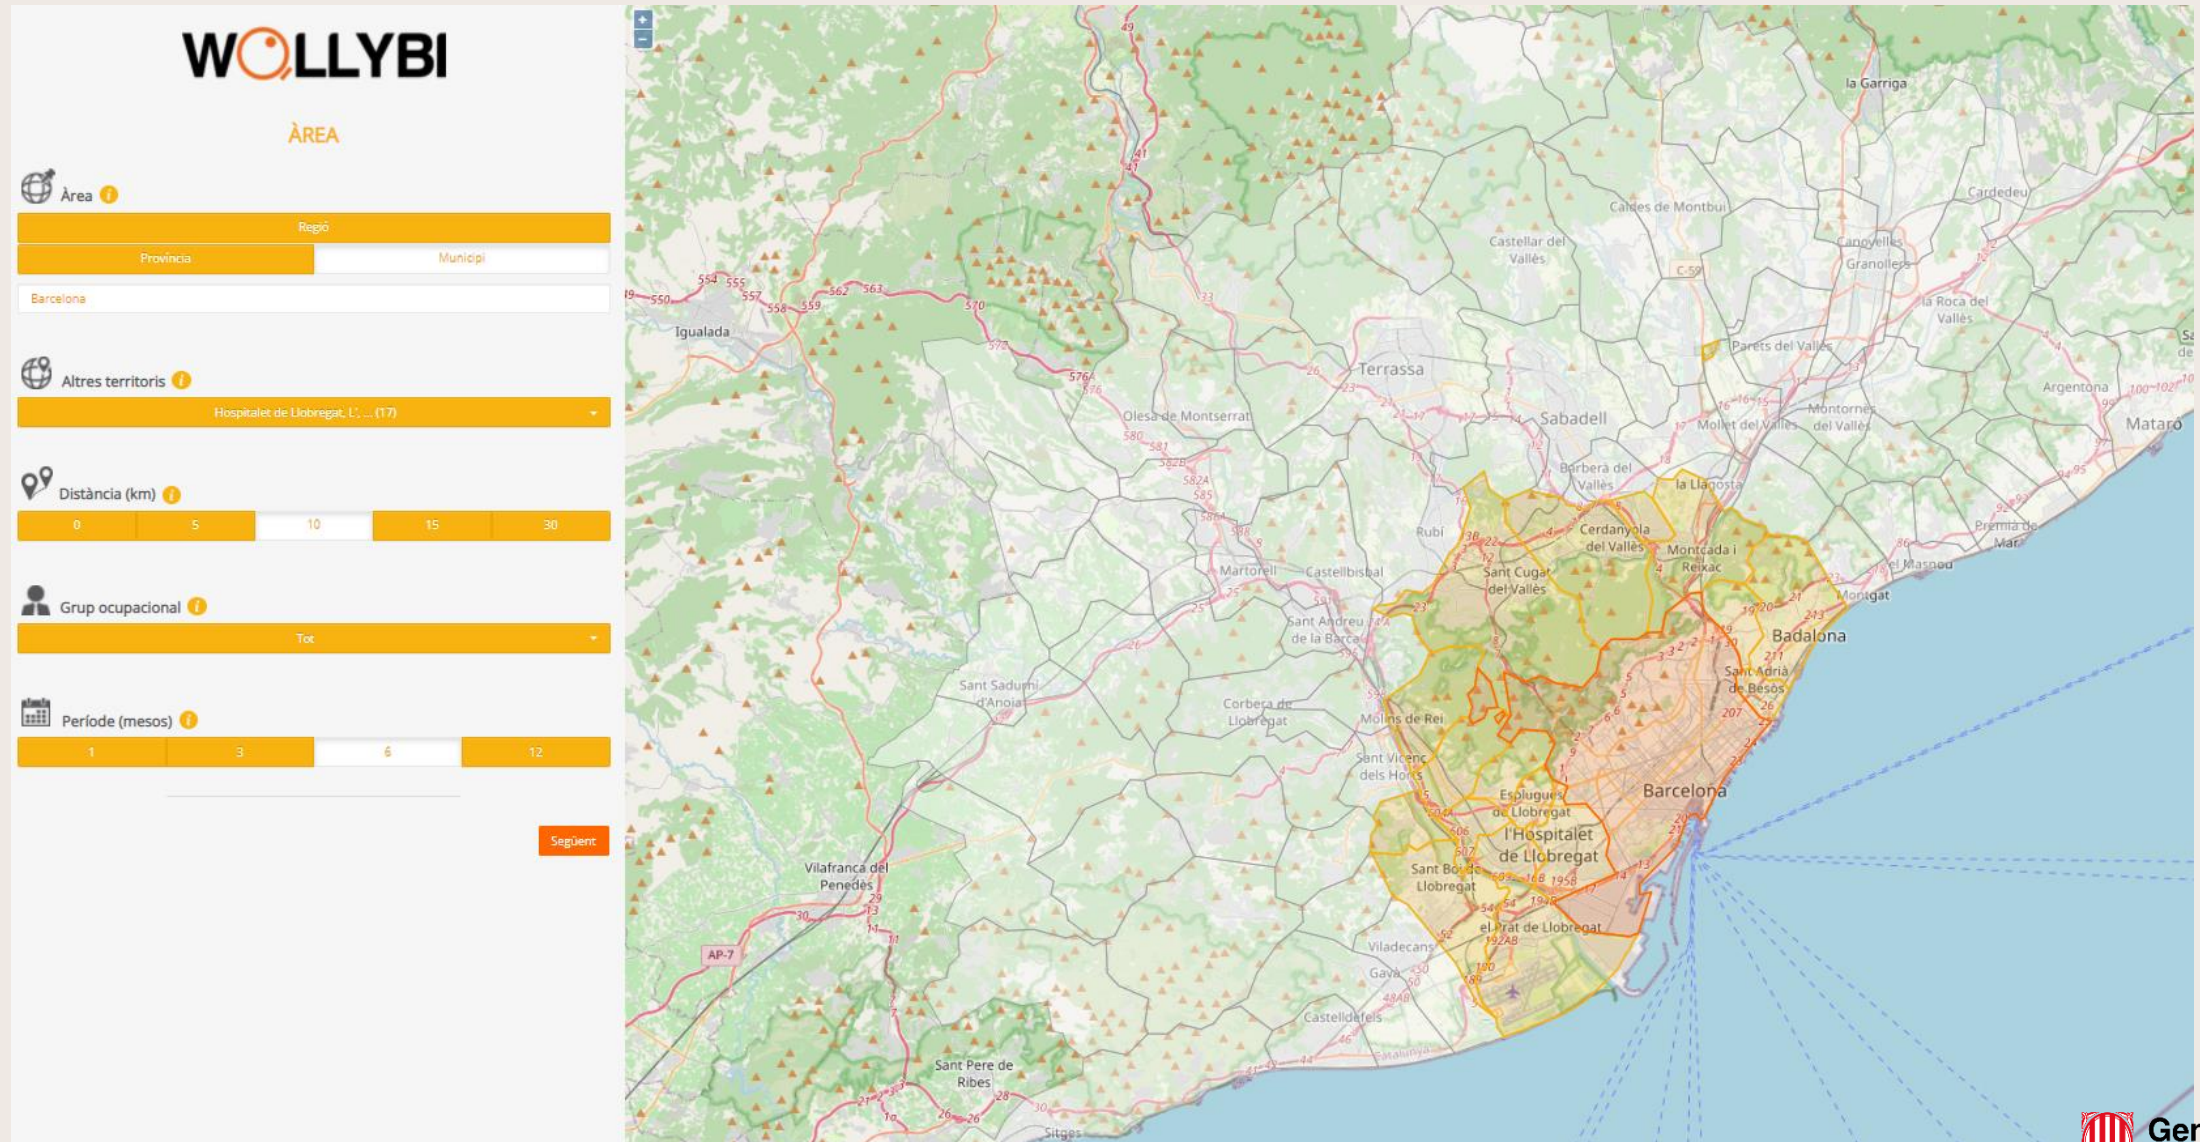 WOLLYBI
ÀREA
Àrea
Regió
Província
Municipi
Barcelona
Altres territoris
Hospitalet de Llobregat, L', ... (17)
Distància (km)
0
5
10
15
30
Grup ocupacional
Tot
Període (mesos)
1
3
6
12
Següent
+
−
la Garriga
Cardedeu
Caldes de Montbui
Castellar del
Vallès
Canovelles
Granollers
C-59
la Roca del
Vallès
Igualada
Parets del Vallès
Terrassa
Argentona
Olesa de Montserrat
Sabadell
Montornès
del Vallès
Mollet del Vallès
Mataró
Barberà del
Vallès
la Llagosta
Rubí
Cerdanyola
del Vallès
Montcada i
Reixac
Premià de
Mar
el Masnou
Martorell
Castellbisbal
Sant Cugat
del Vallès
Montgat
Sant Andreu
de la Barca
Badalona
Sant Adrià
de Besòs
Sant Sadurní
d'Anoia
Corbera de
Llobregat
Molins de Rei
Sant Vicenç
dels Horts
Barcelona
Esplugues
de Llobregat
l'Hospitalet
de Llobregat
Vilafranca del
Penedès
Sant Boi de
Llobregat
el Prat de Llobregat
AP-7
Viladecans
Gavà
Castelldefels
Sant Pere de
Ribes
Sitges
Gen